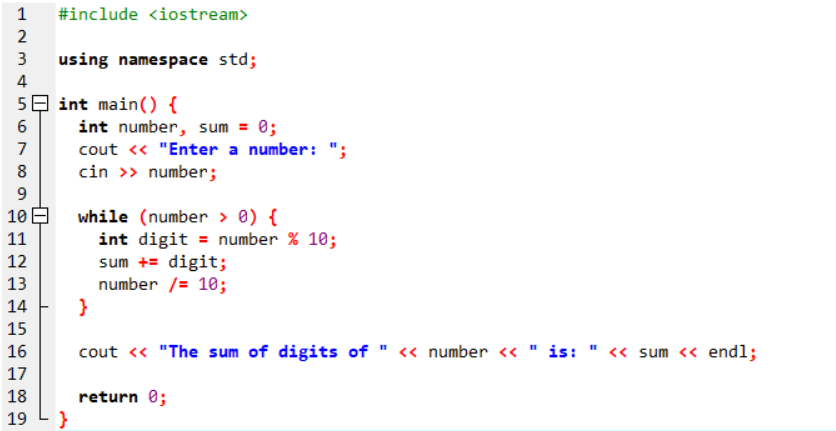 1 #include <iostream>
2
3 using namespace std;
4
5 int main() {
6 int number, sum = 0;
7 cout << "Enter a number: ";
8 cin >> number;
9
10 while (number > 0) {
11 int digit = number % 10;
12 sum += digit;
13 number /= 10;
14 }
15
16 cout << "The sum of digits of " << number << " is: " << sum << endl;
17
18 return 0;
19 }